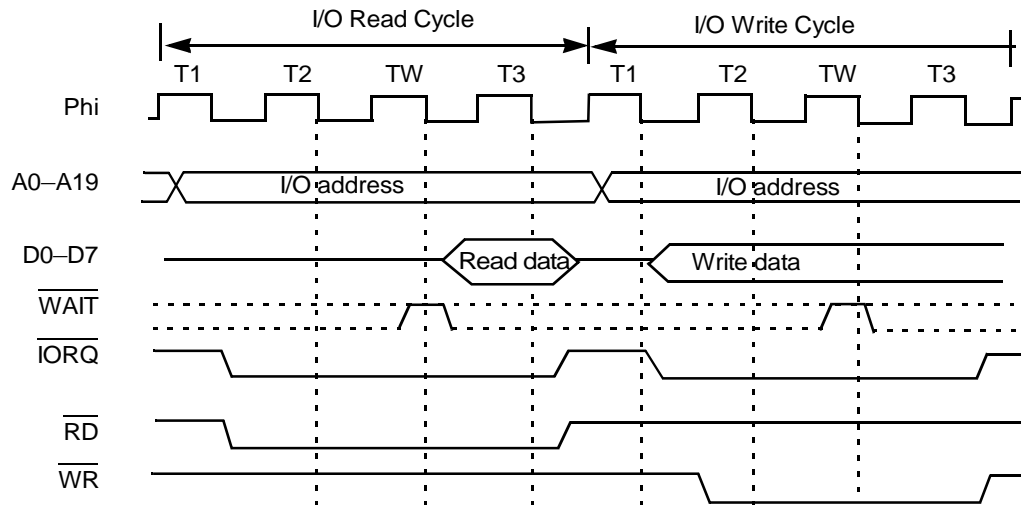 I/O Read Cycle
I/O Write Cycle
T1 T2 TW T3 T1 T2 TW T3
Phi
A0–A19 I/O address I/O address
D0–D7 Read data Write data
WAIT
IORQ
RD
WR